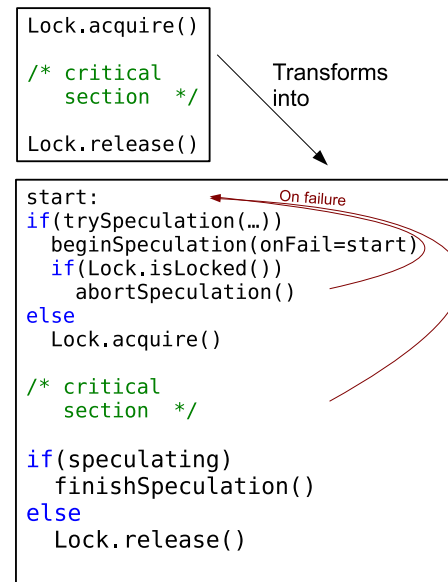 Lock.acquire()
/* critical
section */
Lock.release()
Transforms
into
start:
On failure
if(trySpeculation(…))
beginSpeculation(onFail=start)
if(Lock.isLocked())
abortSpeculation()
else
Lock.acquire()
/* critical
section */
if(speculating)
finishSpeculation()
else
Lock.release()